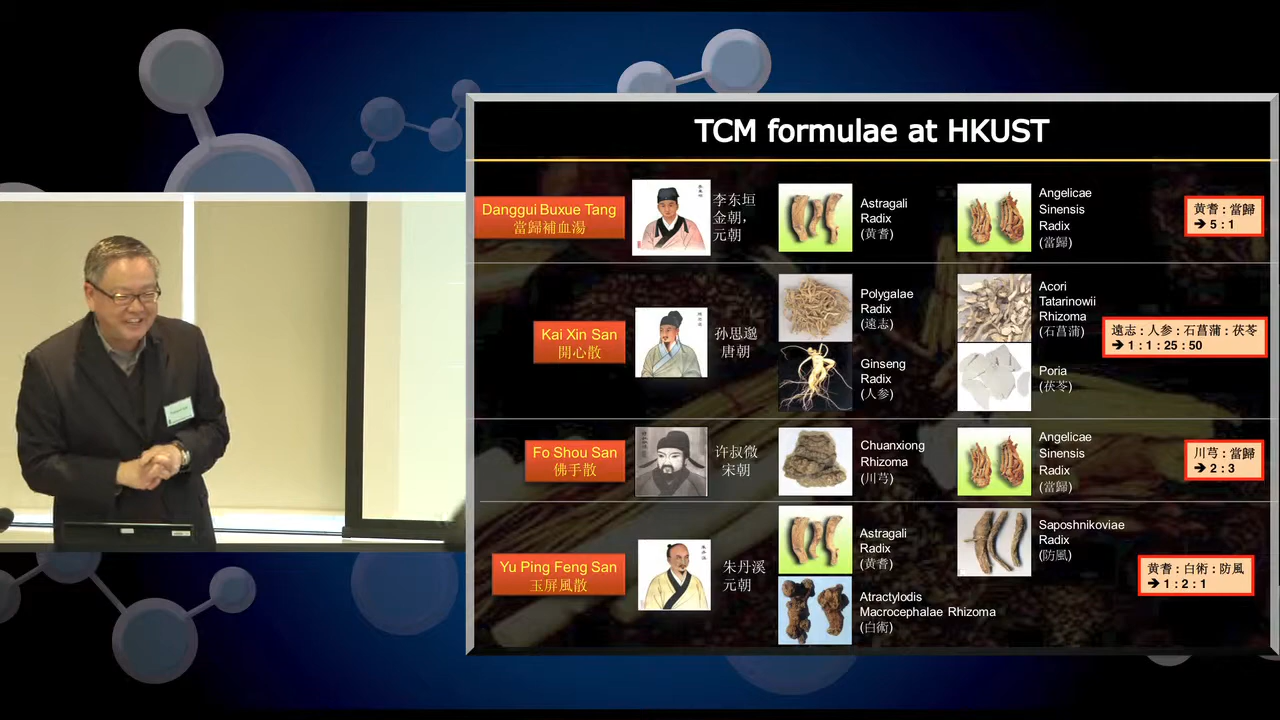 TCM formulae at HKUST
Danggui Buxue Tang
當歸補血湯
李东垣
金朝，
元朝
Astragali
Radix
(黃耆)
Angelicae
Sinensis
Radix
(當歸)
黃耆 : 當歸
➔ 5 : 1
Kai Xin San
開心散
孙思邈
唐朝
Polygalae
Radix
(遠志)
Acori
Tatarinowii
Rhizoma
(石菖蒲)
Ginseng
Radix
(人參)
Poria
(茯苓)
遠志 : 人參 : 石菖蒲 : 茯苓
➔ 1 : 1 : 25 : 50
Fo Shou San
佛手散
许叔微
宋朝
Chuanxiong
Rhizoma
(川芎)
Angelicae
Sinensis
Radix
(當歸)
川芎 : 當歸
➔ 2 : 3
Yu Ping Feng San
玉屏風散
朱丹溪
元朝
Astragali
Radix
(黃耆)
Saposhnikoviae
Radix
(防風)
Atractylodis
Macrocephalae Rhizoma
(白術)
黃耆 : 白術 : 防風
➔ 1 : 2 : 1